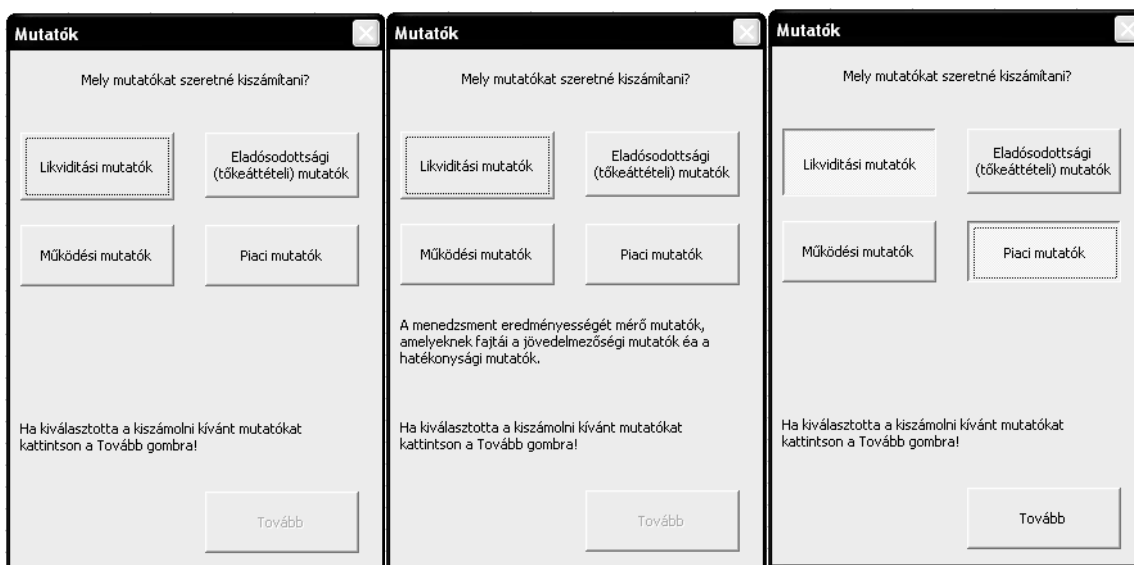 Mutatók
Mely mutatókat szeretné kiszámítani?
Likviditási mutatók
Eladósodottsági
(tőkeáttételi) mutatók
Működési mutatók
Piaci mutatók
Ha kiválasztotta a kiszámolni kívánt mutatókat
kattintson a Tovább gombra!
Tovább
Mutatók
Mely mutatókat szeretné kiszámítani?
Likviditási mutatók
Eladósodottsági
(tőkeáttételi) mutatók
Működési mutatók
Piaci mutatók
A menedzsment eredményességét mérő mutatók,
amelyeknek fajtái a jövedelmezőségi mutatók éa a
hatékonysági mutatók.
Ha kiválasztotta a kiszámolni kívánt mutatókat
kattintson a Tovább gombra!
Tovább
Mutatók
Mely mutatókat szeretné kiszámítani?
Likviditási mutatók
Eladósodottsági
(tőkeáttételi) mutatók
Működési mutatók
Piaci mutatók
Ha kiválasztotta a kiszámolni kívánt mutatókat
kattintson a Tovább gombra!
Tovább